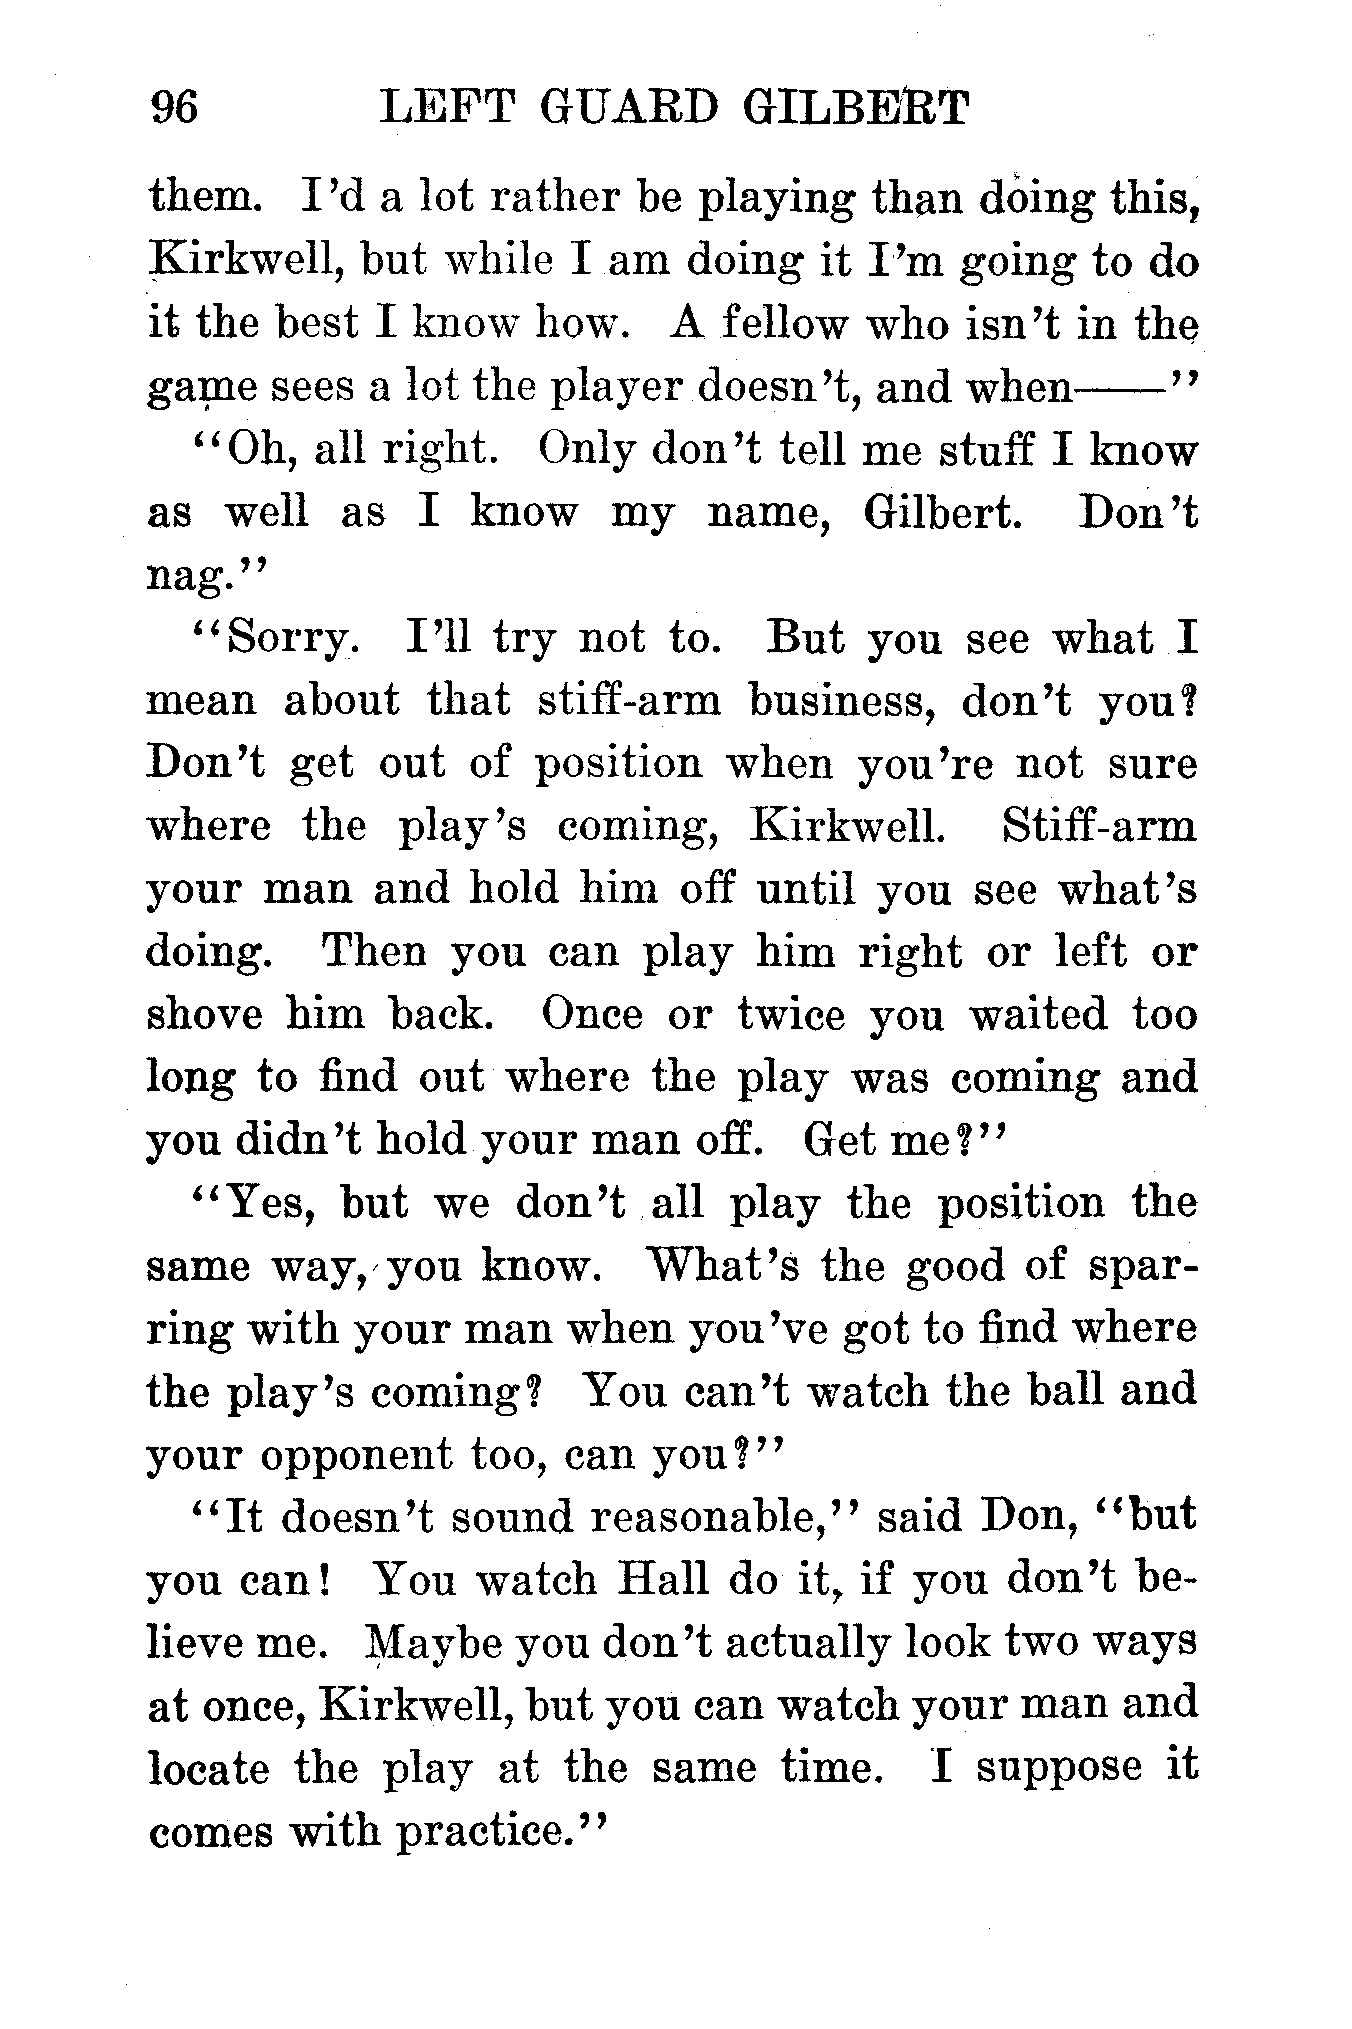 96 LEFT GUARD GILBERT
them. I'd a lot rather be playing than doing this,
Kirkwell, but while I am doing it I'm going to do
it the best I know how. A fellow who isn't in the
game sees a lot the player doesn't, and when——"
"Oh, all right. Only don't tell me stuff I know
as well as I know my name, Gilbert. Don't
nag."
"Sorry. I'll try not to. But you see what I
mean about that stiff-arm business, don't you?
Don't get out of position when you're not sure
where the play's coming, Kirkwell. Stiff-arm
your man and hold him off until you see what's
doing. Then you can play him right or left or
shove him back. Once or twice you waited too
long to find out where the play was coming and
you didn't hold your man off. Get me?"
"Yes, but we don't all play the position the
same way, you know. What's the good of spar-
ring with your man when you've got to find where
the play's coming? You can't watch the ball and
your opponent too, can you?"
"It doesn't sound reasonable," said Don, "but
you can! You watch Hall do it, if you don't be-
lieve me. Maybe you don't actually look two ways
at once, Kirkwell, but you can watch your man and
locate the play at the same time. I suppose it
comes with practice."